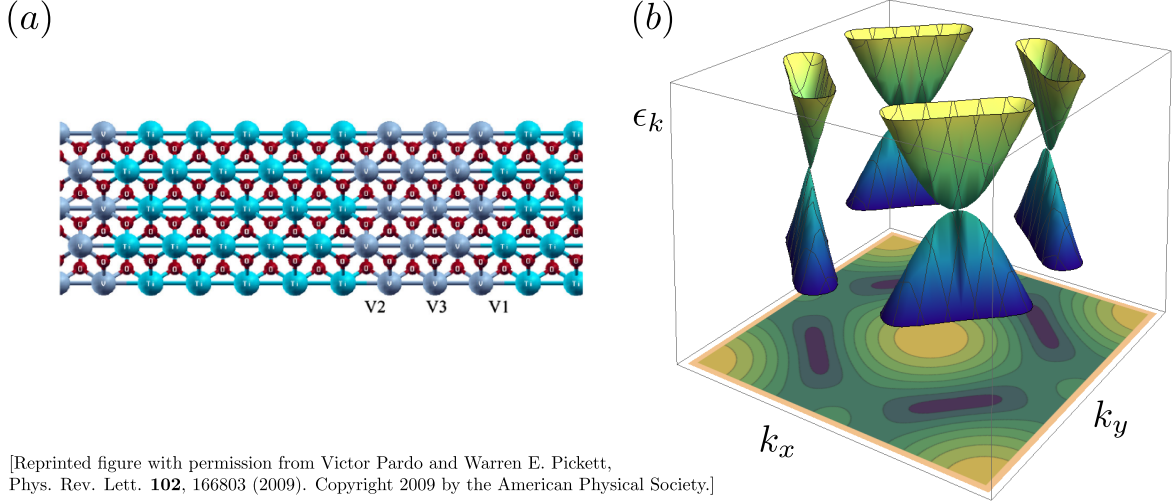 (a)
V2 V3 V1
[Reprinted figure with permission from Victor Pardo and Warren E. Pickett,
Phys. Rev. Lett. 102, 166803 (2009). Copyright 2009 by the American Physical Society.]
(b)
ϵ_k
k_x
k_y